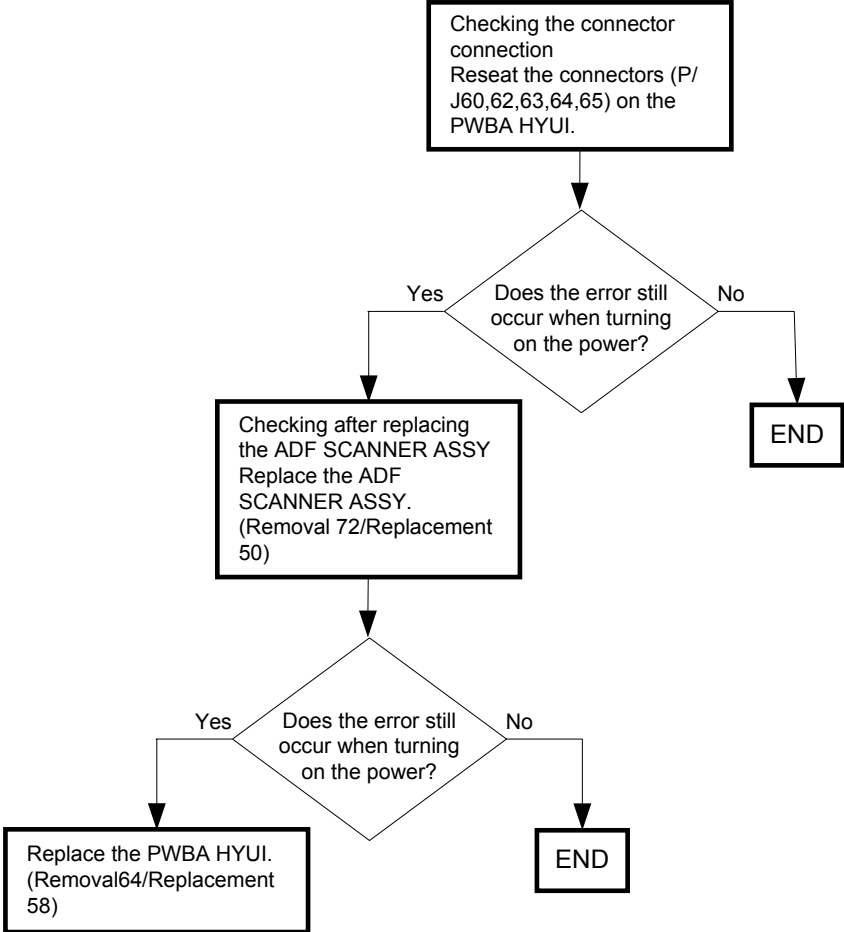 Checking the connector
connection
Reseat the connectors (P/
J60,62,63,64,65) on the
PWBA HYUI.
Yes
Does the error still
occur when turning
on the power?
No
Checking after replacing
the ADF SCANNER ASSY
Replace the ADF
SCANNER ASSY.
(Removal 72/Replacement
50)
END
Yes
Does the error still
occur when turning
on the power?
No
Replace the PWBA HYUI.
(Removal64/Replacement
58)
END